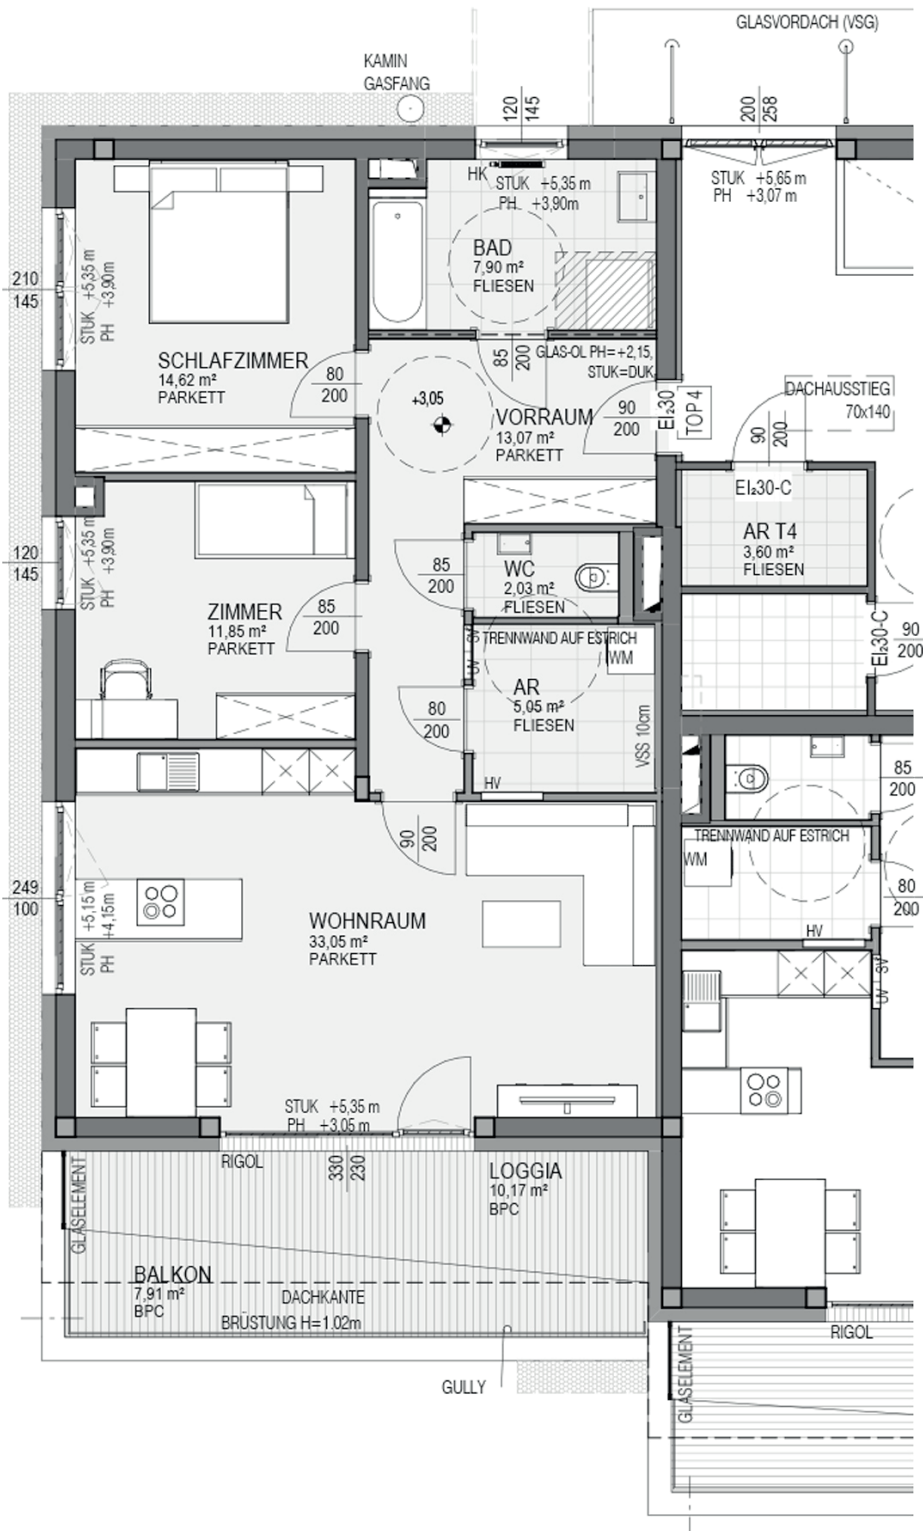 GLASVORDACH (VSG)
KAMIN
GASFANG
120
145
200
258
HK
STUK +5,35 m
PH +3,90m
STUK +5,65 m
PH +3,07 m
BAD
7,90 m²
FLIESEN
210
145
STUK +5,35 m
PH +3,90m
SCHLAFZIMMER
14,62 m²
PARKETT
80
200
85
200
GLAS-OL PH=+2,15,
STUK=DUK
+3,05
VORRAUM
13,07 m²
PARKETT
90
200
EI₂30
TOP 4
DACHAUSSTIEG
70x140
90
200
EI₂30-C
AR T4
3,60 m²
FLIESEN
120
145
STUK +5,35 m
PH +3,90m
85
200
WC
2,03 m²
FLIESEN
ZIMMER
11,85 m²
PARKETT
85
200
SV
UV
TRENNWAND AUF ESTRICH
WM
EI₂30-C
90
200
AR
5,05 m²
FLIESEN
80
200
VSS 10cm
HV
85
200
90
200
TRENNWAND AUF ESTRICH
WM
80
200
HV
249
100
STUK +5,15 m
PH +4,15m
WOHNRAUM
33,05 m²
PARKETT
SV
UV
STUK +5,35 m
PH +3,05 m
RIGOL
330
230
LOGGIA
10,17 m²
BPC
GLASELEMENT
BALKON
7,91 m²
BPC
DACHKANTE
BRÜSTUNG H=1.02m
RIGOL
GULLY
GLASELEMENT